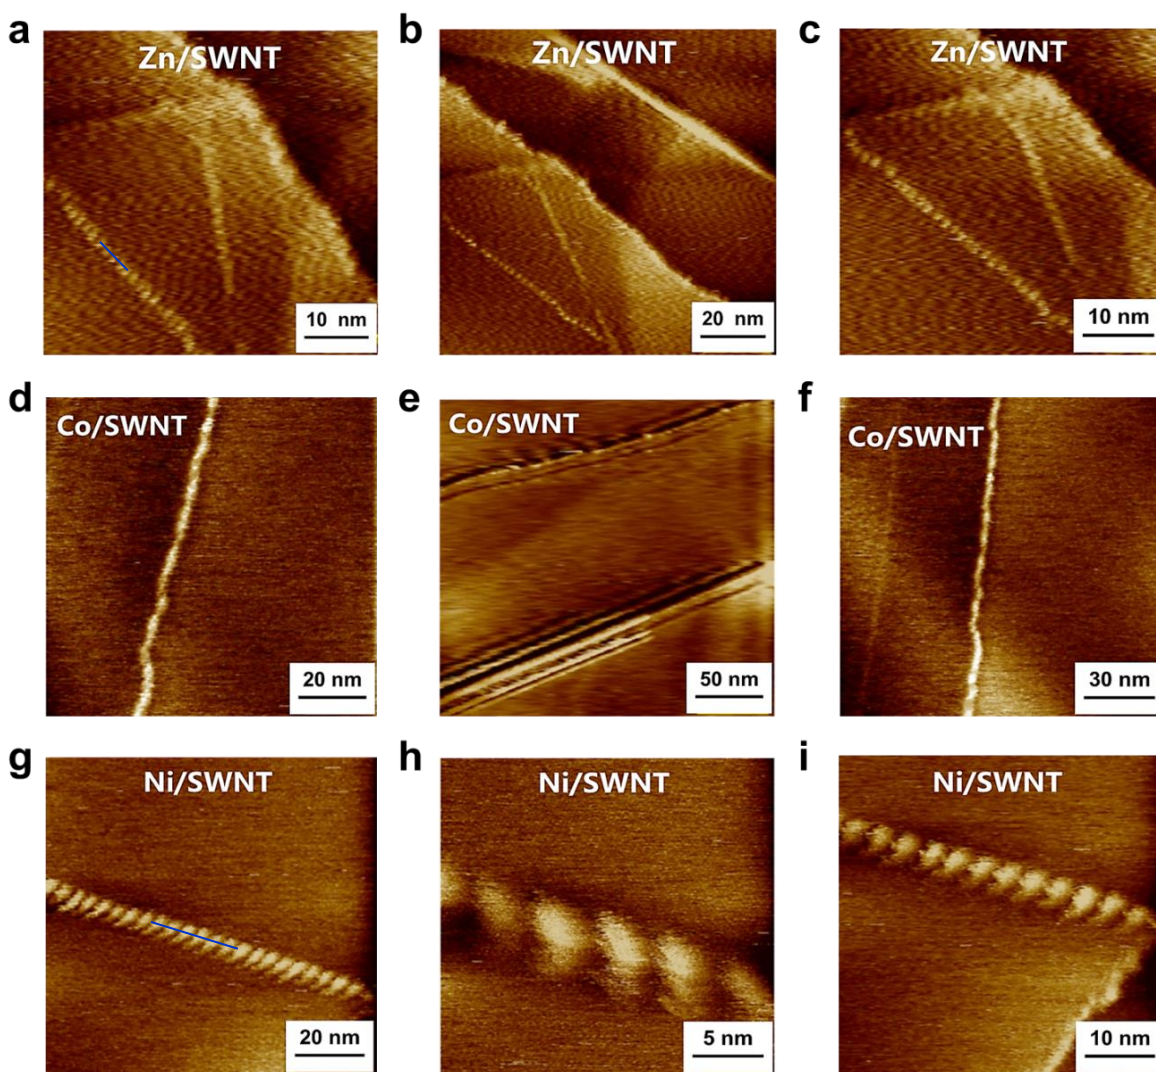 a
Zn/SWNT
10 nm
b
Zn/SWNT
20 nm
c
Zn/SWNT
10 nm
d
Co/SWNT
20 nm
e
Co/SWNT
50 nm
f
Co/SWNT
30 nm
g
Ni/SWNT
20 nm
h
Ni/SWNT
5 nm
i
Ni/SWNT
10 nm